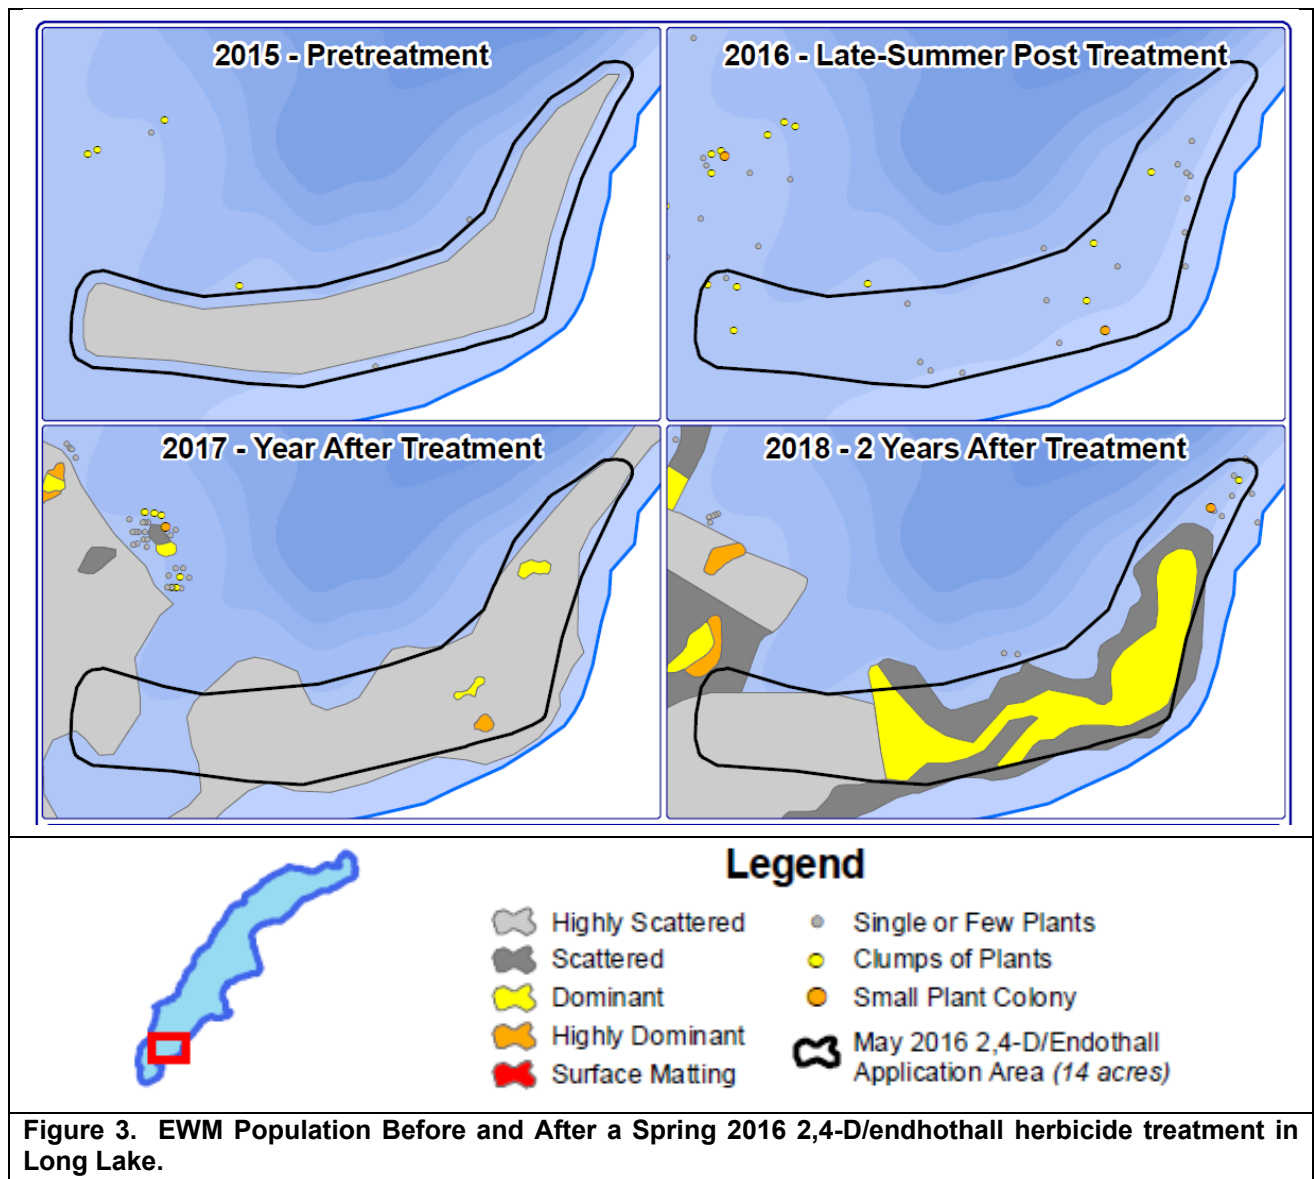 2015 - Pretreatment
2016 - Late-Summer Post Treatment
2017 - Year After Treatment
2018 - 2 Years After Treatment
Legend
Highly Scattered
Scattered
Dominant
Highly Dominant
Surface Matting
Single or Few Plants
Clumps of Plants
Small Plant Colony
May 2016 2,4-D/Endothall
Application Area (14 acres)
Figure 3. EWM Population Before and After a Spring 2016 2,4-D/endhothall herbicide treatment in
Long Lake.